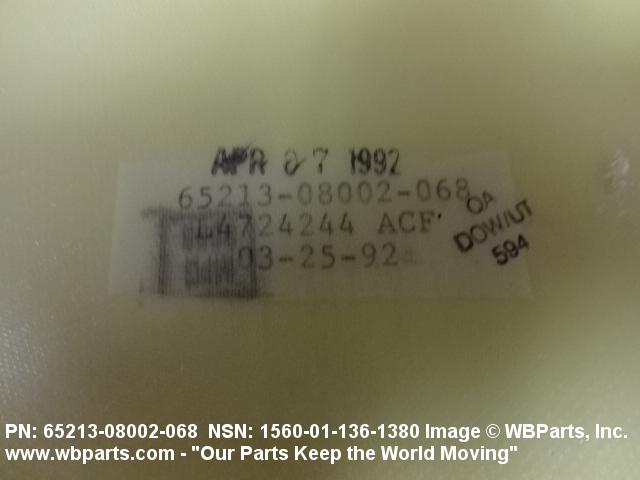 APR 07 1992
65213-08002-068
L4724244 ACF
03-25-92
OA
DOW/UT
594
PN: 65213-08002-068 NSN: 1560-01-136-1380 Image © WBParts, Inc.
www.wbparts.com - "Our Parts Keep the World Moving"